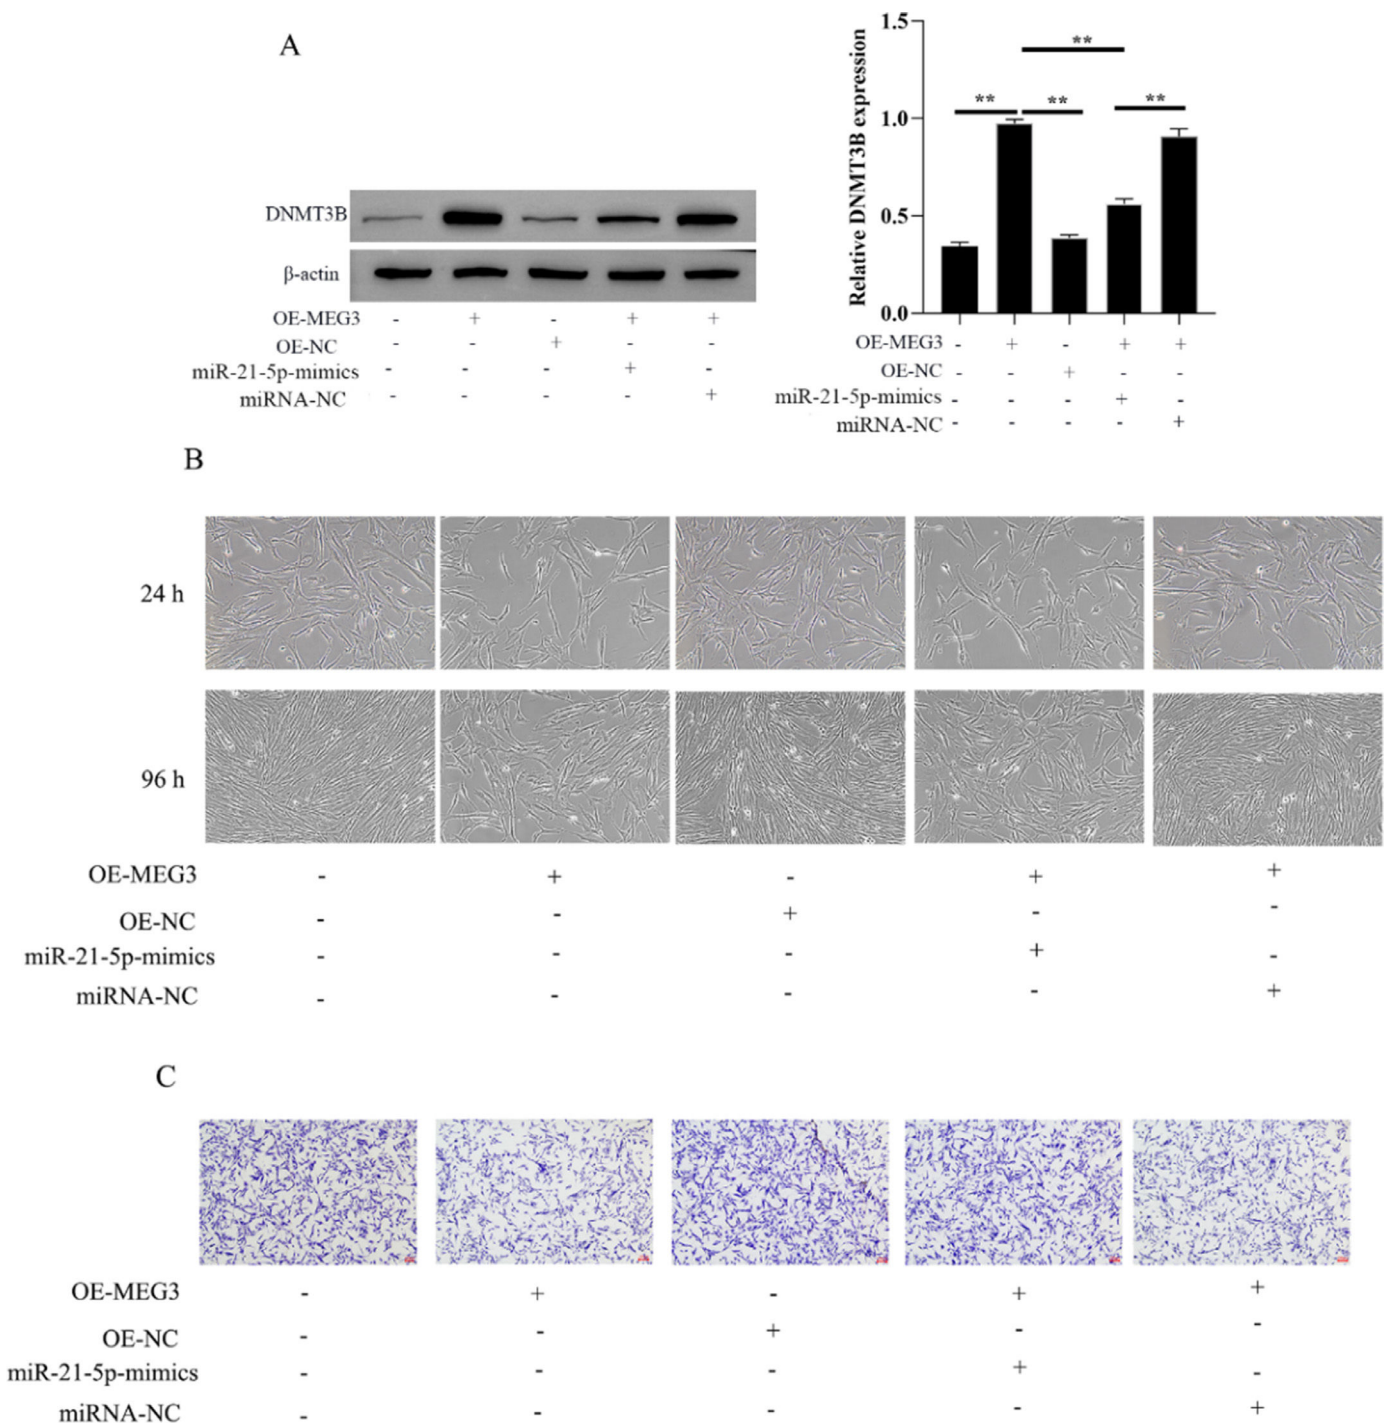 A
DNMT3B
β-actin
OE-MEG3 - + - + +
OE-NC - - + - -
miR-21-5p-mimics - - - + -
miRNA-NC - - - - +
Relative DNMT3B expression
1.5
1.0
0.5
0.0
**
** ** **
OE-MEG3 - + - + +
OE-NC - - + - -
miR-21-5p-mimics - - - + -
miRNA-NC - - - - +
B
24 h
96 h
OE-MEG3 - + - + +
OE-NC - - + - -
miR-21-5p-mimics - - - + -
miRNA-NC - - - - +
C
OE-MEG3 - + - + +
OE-NC - - + - -
miR-21-5p-mimics - - - + -
miRNA-NC - - - - +